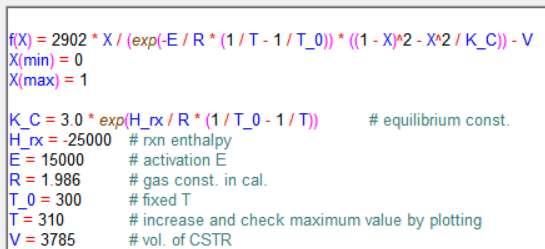 f(X) = 2902 * X / (exp(-E / R * (1 / T - 1 / T_0)) * ((1 - X)^2 - X^2 / K_C)) - V
X(min) = 0
X(max) = 1
K_C = 3.0 * exp(H_rx / R * (1 / T_0 - 1 / T)) # equilibrium const.
H_rx = -25000 # rxn enthalpy
E = 15000 # activation E
R = 1.986 # gas const. in cal.
T_0 = 300 # fixed T
T = 310 # increase and check maximum value by plotting
V = 3785 # vol. of CSTR